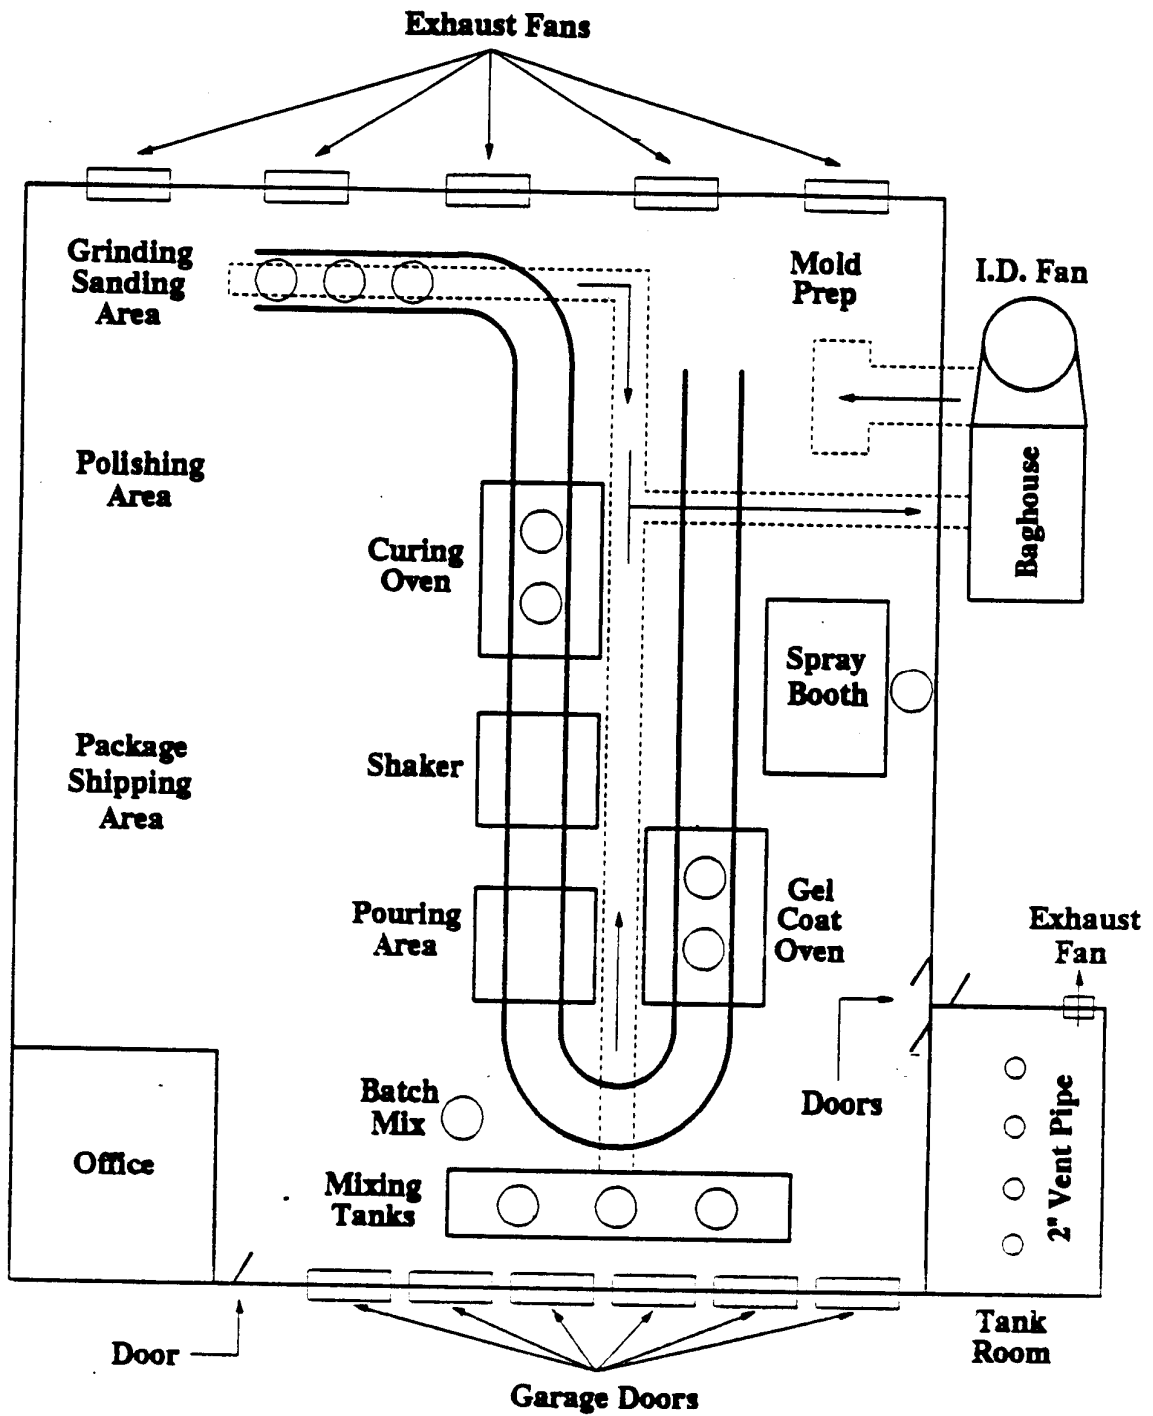 Exhaust Fans
Grinding
Sanding
Area
Mold
Prep
I.D. Fan
Polishing
Area
Curing
Oven
Baghouse
Spray
Booth
Package
Shipping
Area
Shaker
Pouring
Area
Gel
Coat
Oven
Exhaust
Fan
Batch
Mix
Doors
Office
Mixing
Tanks
2" Vent Pipe
Tank
Room
Door
Garage Doors